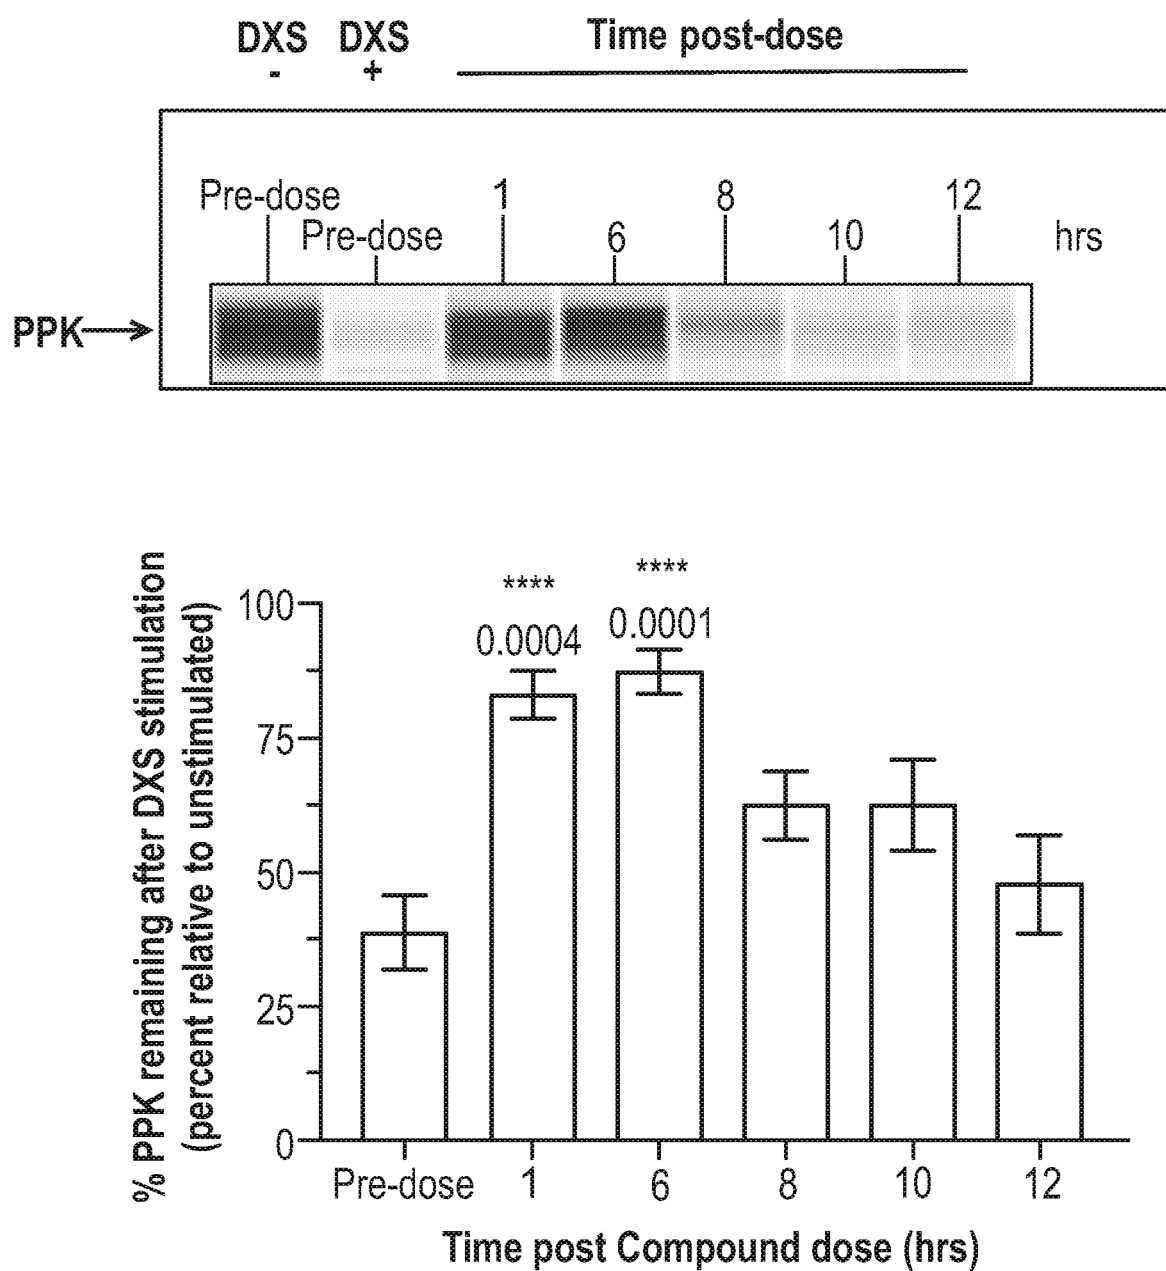 DXS DXS Time post-dose
- +
Pre-dose 1 8 12
Pre-dose 6 10 hrs
PPK
**** ****
0.0004 0.0001
% PPK remaining after DXS stimulation
(percent relative to unstimulated)
100
75
50
25
0
Pre-dose 1 6 8 10 12
Time post Compound dose (hrs)